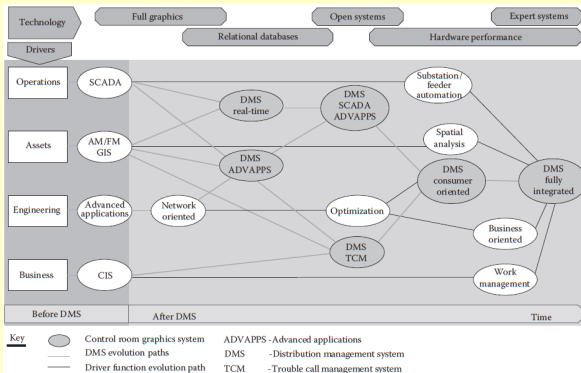 Technology
Full graphics
Open systems
Expert systems
Relational databases
Hardware performance
Drivers
Operations
SCADA
DMS
real-time
DMS
SCADA
ADVAPPS
Substation/
feeder
automation
Assets
AM/FM
GIS
DMS
ADVAPPS
Spatial
analysis
DMS
consumer
oriented
DMS
fully
integrated
Engineering
Advanced
applications
Network
oriented
Optimization
Business
oriented
DMS
TCM
Business
CIS
Work
management
Before DMS
After DMS
Time
Key
Control room graphics system
DMS evolution paths
Driver function evolution path
ADVAPPS - Advanced applications
DMS - Distribution management system
TCM - Trouble call management system